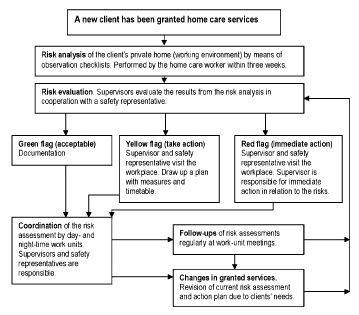 A new client has been granted home care services
Risk analysis of the client's private home (working environment) by means of
observation checklists. Performed by the home care worker within three weeks.
Risk evaluation. Supervisors evaluate the results from the risk analysis in
cooperation with a safety representative.
Green flag (acceptable)
Documentation
Yellow flag (take action)
Supervisor and safety
representative visit the
workplace. Draw up a plan
with measures and
timetable.
Red flag (immediate action)
Supervisor and safety
representative visit the
workplace. Supervisor is
responsible for immediate
action in relation to the risks.
Coordination of the risk
assessment by day- and
night-time work units.
Supervisors and safety
representatives are
responsible.
Follow-ups of risk assessments
regularly at work-unit meetings.
Changes in granted services.
Revision of current risk assessment
and action plan due to clients' needs.